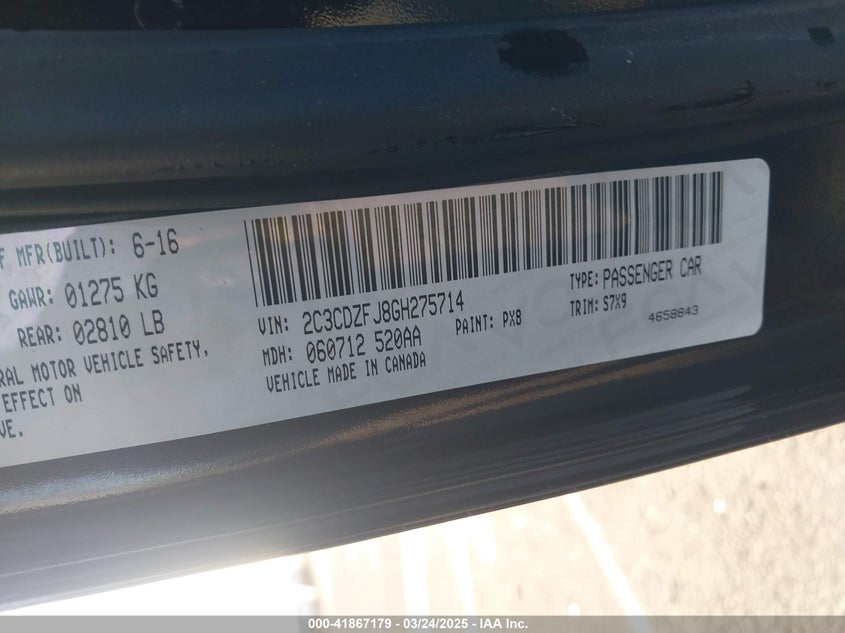 F MFR(BUILT): 6-16
GAWR: 01275 KG
REAR: 02810 LB
RAL MOTOR VEHICLE SAFETY,
EFFECT ON
VE.
VIN: 2C3CDZFJ8GH275714
TYPE: PASSENGER CAR
MDH: 060712 520AA
PAINT: PX8
TRIM: S7X9
VEHICLE MADE IN CANADA
4658843
000-41867179 — 03/24/2025 — IAA Inc.